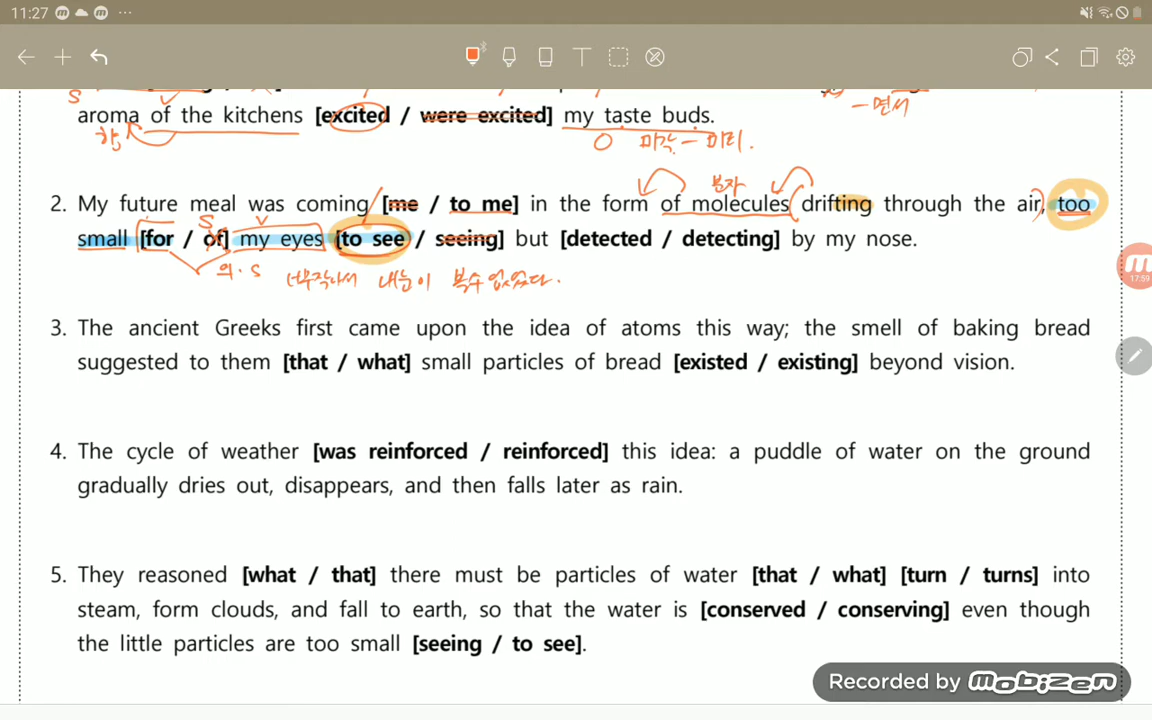 11:27
S V
aroma of the kitchens [excited / were excited] my taste buds.
-면서
향 O 미각-미뢰.
분자
2. My future meal was coming [me / to me] in the form of molecules drifting through the air, too
S V
small [for / of] my eyes [to see / seeing] but [detected / detecting] by my nose.
의.S 너무작아서 내눈이 볼수 없었다.
3. The ancient Greeks first came upon the idea of atoms this way; the smell of baking bread
suggested to them [that / what] small particles of bread [existed / existing] beyond vision.
4. The cycle of weather [was reinforced / reinforced] this idea: a puddle of water on the ground
gradually dries out, disappears, and then falls later as rain.
5. They reasoned [what / that] there must be particles of water [that / what] [turn / turns] into
steam, form clouds, and fall to earth, so that the water is [conserved / conserving] even though
the little particles are too small [seeing / to see].
17:59
Recorded by mobizen